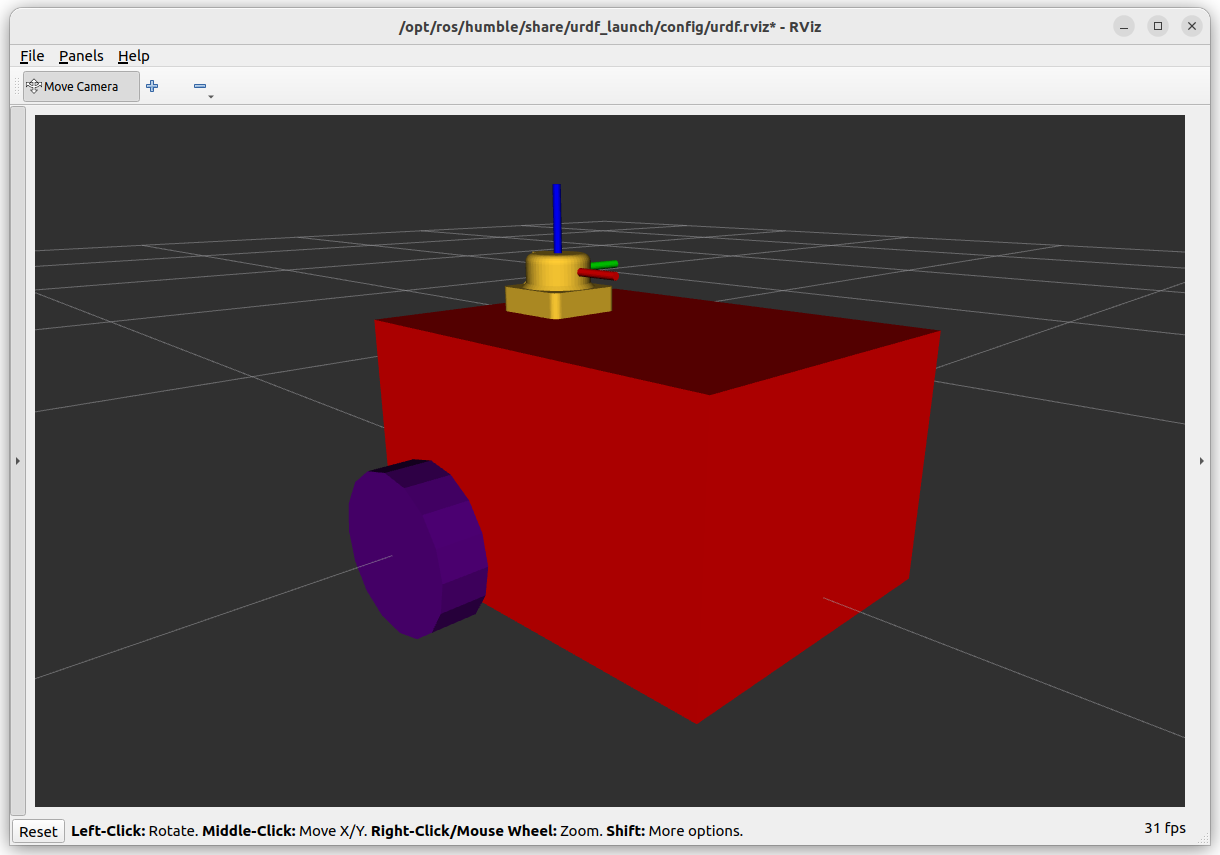 /opt/ros/humble/share/urdf_launch/config/urdf.rviz* - RViz
File Panels Help
Move Camera
Reset Left-Click: Rotate. Middle-Click: Move X/Y. Right-Click/Mouse Wheel: Zoom. Shift: More options. 31 fps